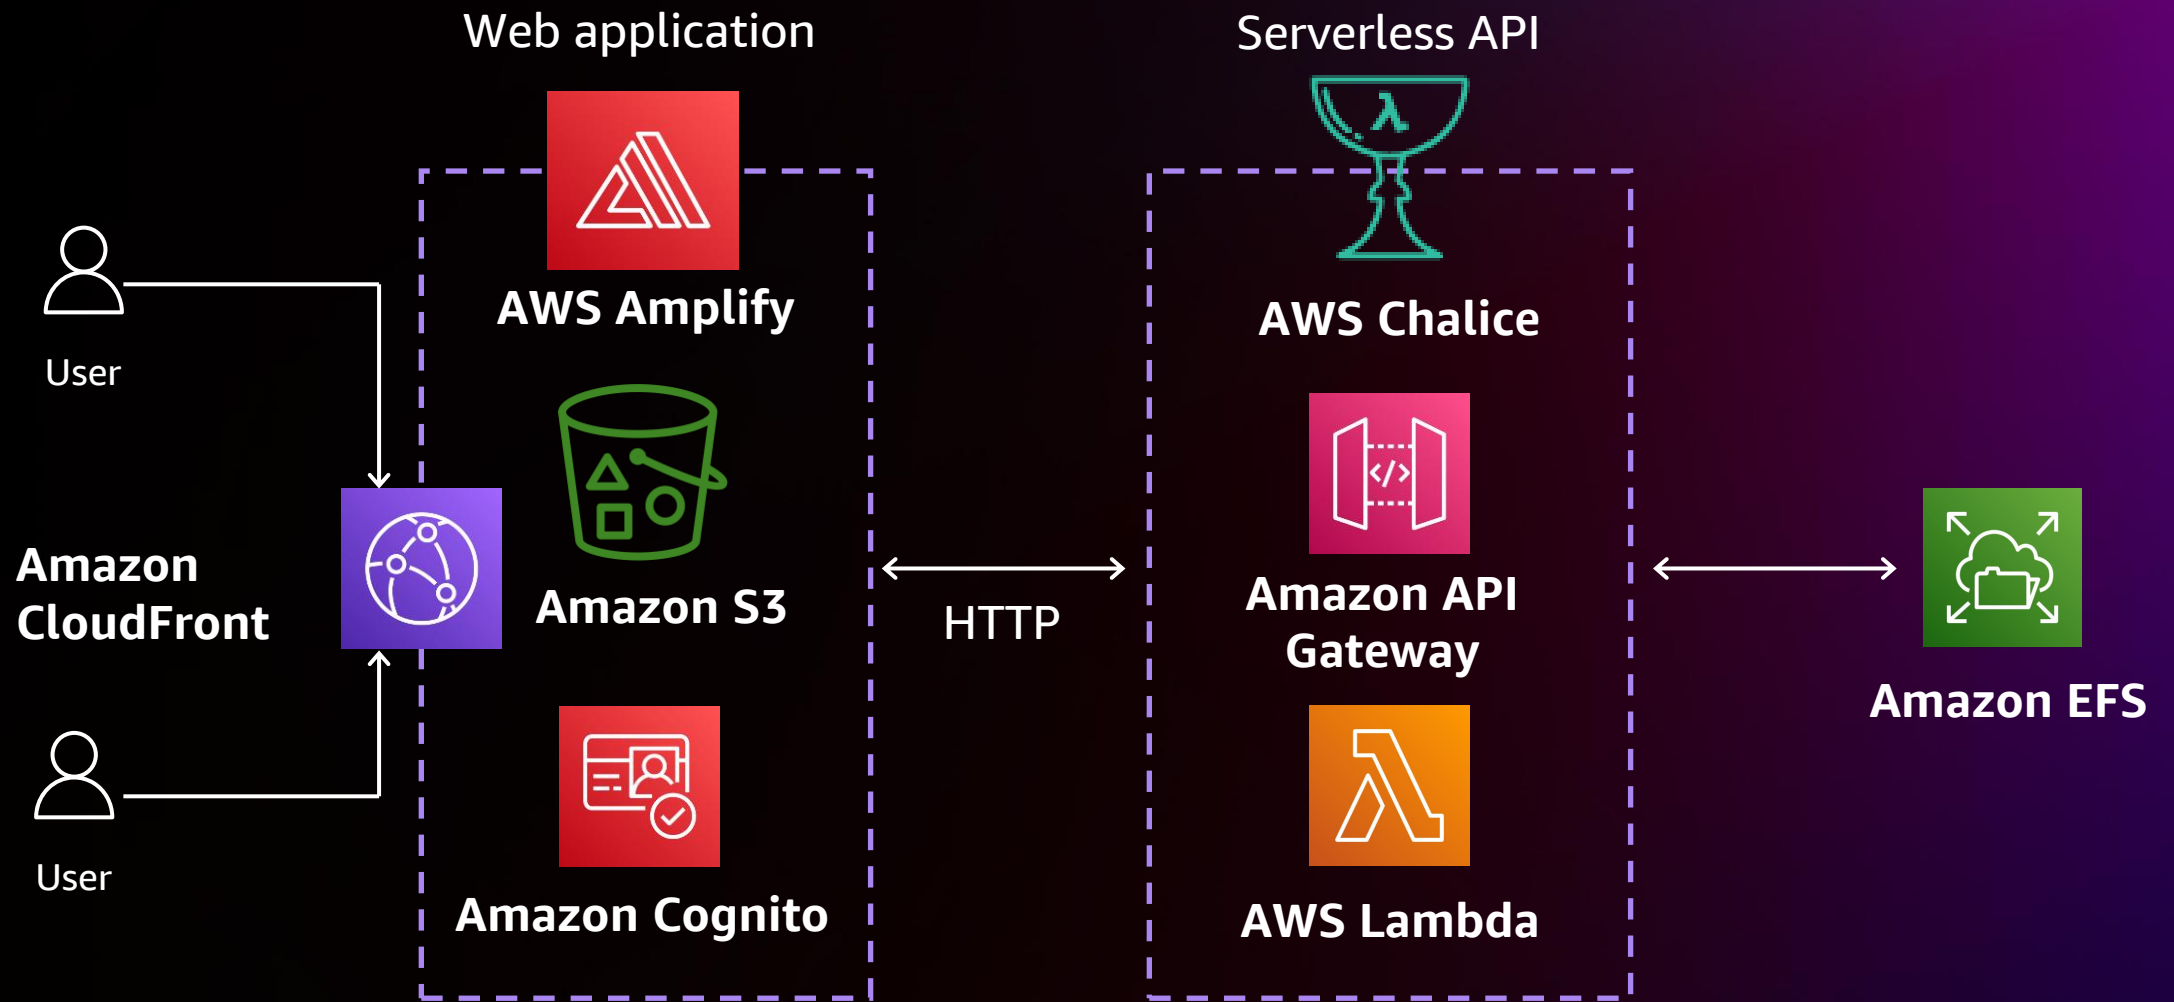 Web application
Serverless API
λ
AWS Amplify
AWS Chalice
User
Amazon
CloudFront
Amazon S3
HTTP
</>
Amazon API
Gateway
Amazon EFS
User
Amazon Cognito
AWS Lambda